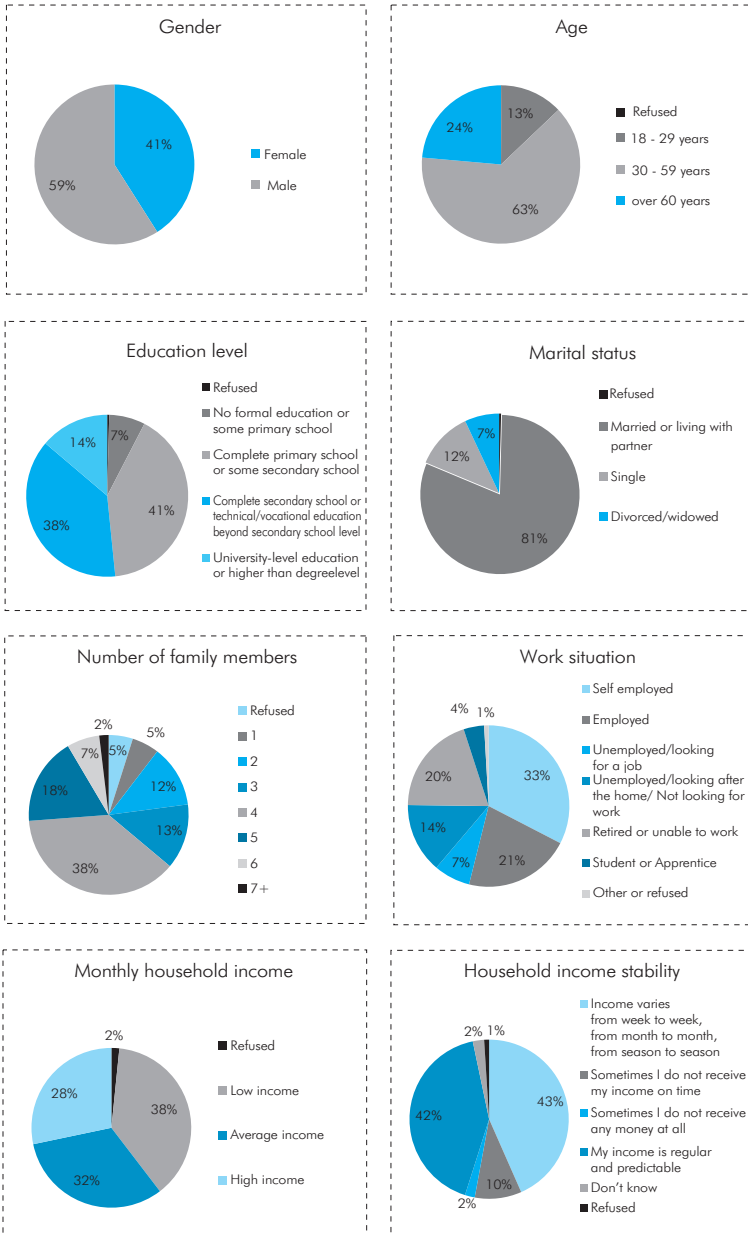 Gender
41%
59%
Female
Male
Age
13%
24%
63%
Refused
18 - 29 years
30 - 59 years
over 60 years
Education level
7%
14%
41%
38%
Refused
No formal education or
some primary school
Complete primary school
or some secondary school
Complete secondary school or
technical/vocational education
beyond secondary school level
University-level education
or higher than degreelevel
Marital status
7%
12%
81%
Refused
Married or living with
partner
Single
Divorced/widowed
Number of family members
2%
5%
5%
7%
12%
18%
13%
38%
Refused
1
2
3
4
5
6
7+
Work situation
4%
1%
33%
20%
14%
7%
21%
Self employed
Employed
Unemployed/looking
for a job
Unemployed/looking after
the home/ Not looking for
work
Retired or unable to work
Student or Apprentice
Other or refused
Monthly household income
2%
28%
38%
32%
Refused
Low income
Average income
High income
Household income stability
2%
1%
43%
42%
10%
2%
Income varies
from week to week,
from month to month,
from season to season
Sometimes I do not receive
my income on time
Sometimes I do not receive
any money at all
My income is regular
and predictable
Don't know
Refused